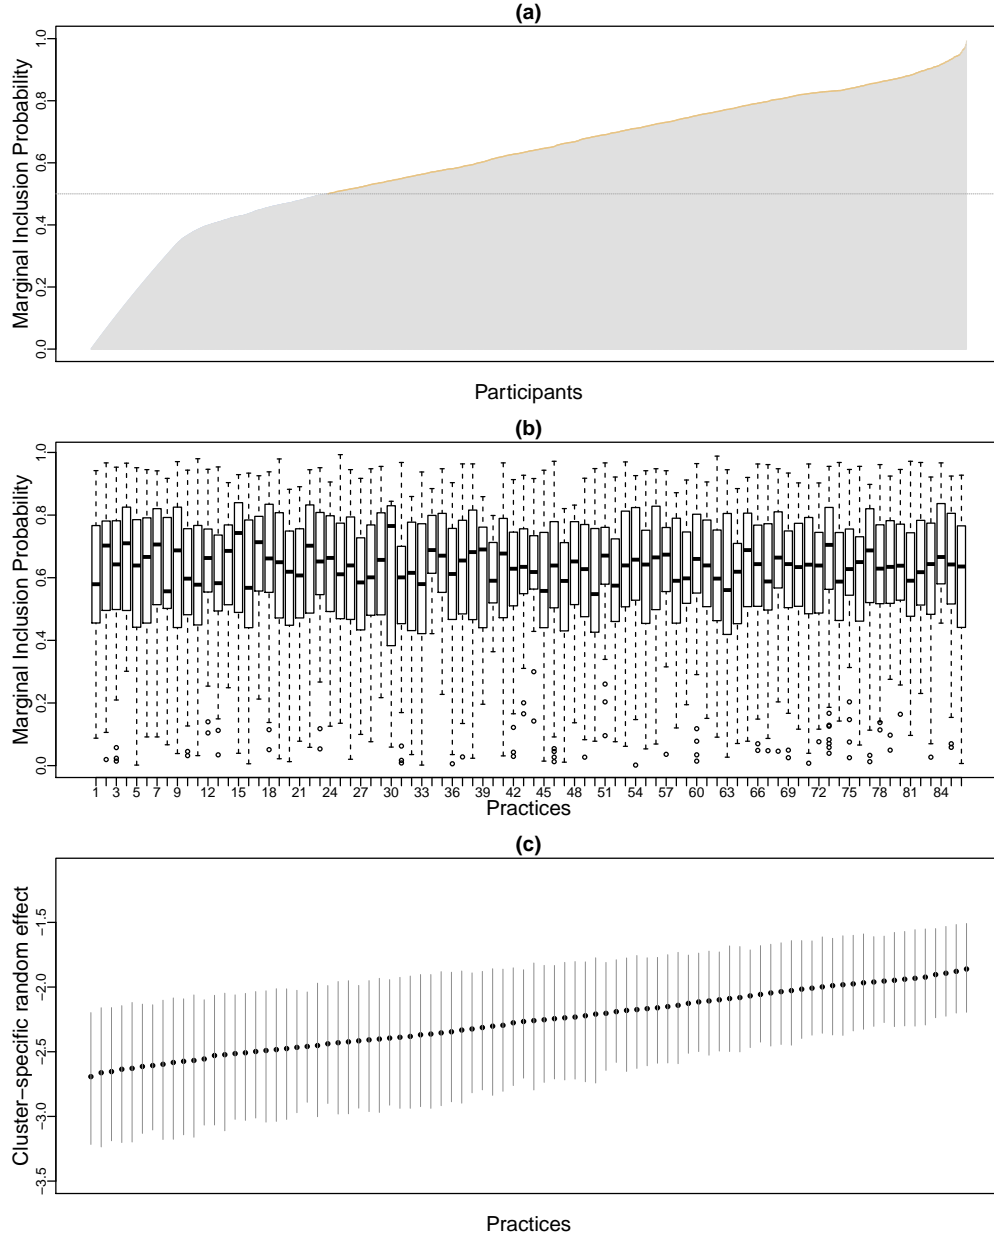 (a)
Marginal Inclusion Probability
1.0
0.8
0.6
0.4
0.2
0.0
Participants
(b)
Marginal Inclusion Probability
1.0
0.8
0.6
0.4
0.2
0.0
1 3 5 7 9 12 15 18 21 24 27 30 33 36 39 42 45 48 51 54 57 60 63 66 69 72 75 78 81 84
Practices
(c)
Cluster-specific random effect
−1.5
−2.0
−2.5
−3.0
−3.5
Practices